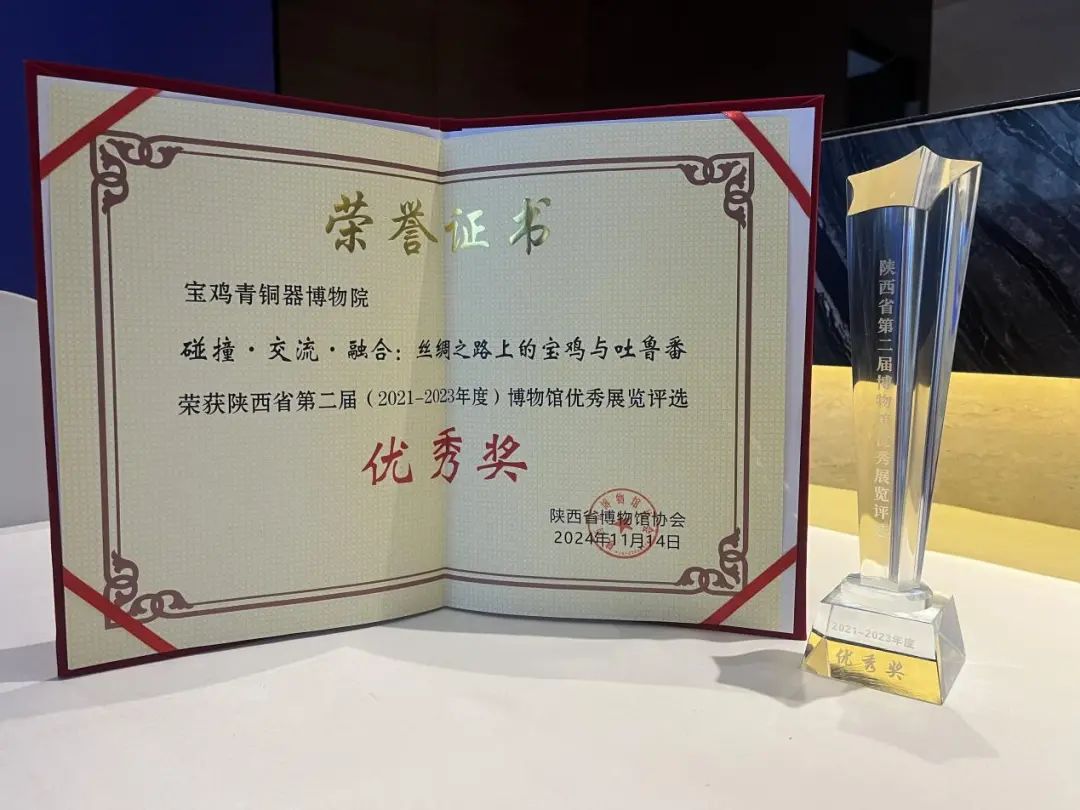 荣誉证书
宝鸡青铜器博物院
碰撞·交流·融合：丝绸之路上的宝鸡与吐鲁番
荣获陕西省第二届（2021-2023年度）博物馆优秀展览评选
优秀奖
陕西省博物馆协会
2024年11月14日
陕西省第二届博物 秀展览评
2021-2023年度
优秀奖